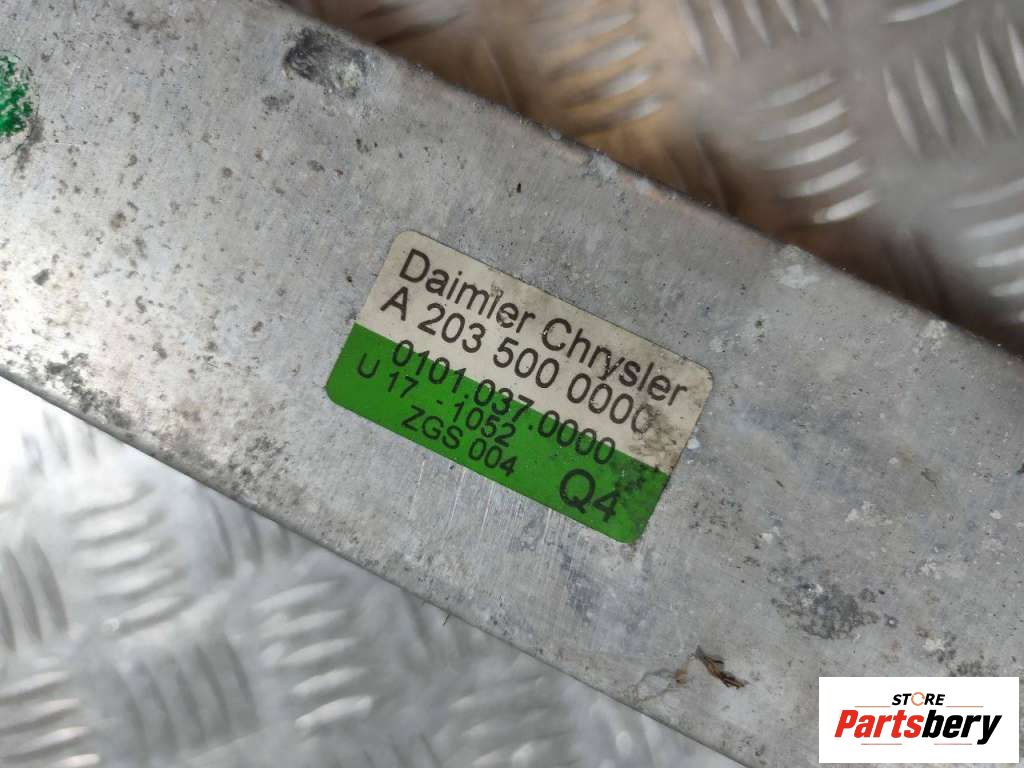 Daimler Chrysler
A 203 500 0000
0101.037.0000
U 17 - 1052
ZGS 004
Q4
STORE
Partsbery